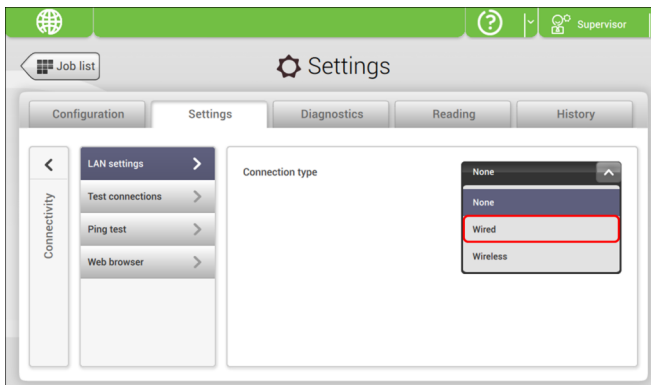 ? Supervisor
Job list
Settings
Configuration Settings Diagnostics Reading History
Connectivity
LAN settings
Test connections
Ping test
Web browser
Connection type
None
None
Wired
Wireless